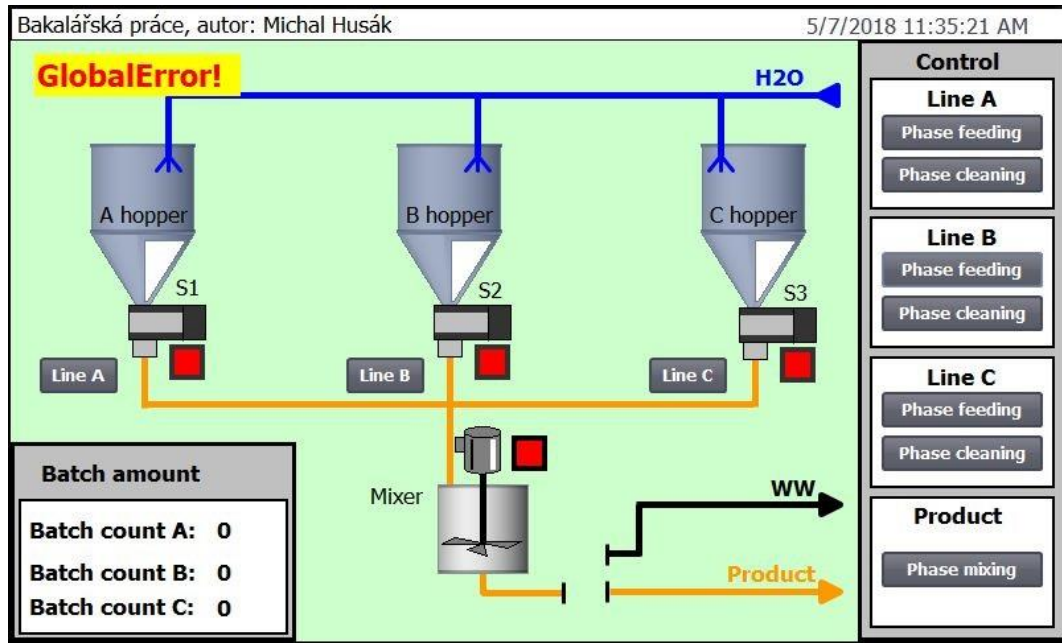 Bakalářská práce, autor: Michal Husák
5/7/2018 11:35:21 AM
GlobalError!
H2O
A hopper
B hopper
C hopper
S1
S2
S3
Line A
Line B
Line C
Mixer
WW
Product
Batch amount
Batch count A: 0
Batch count B: 0
Batch count C: 0
Control
Line A
Phase feeding
Phase cleaning
Line B
Phase feeding
Phase cleaning
Line C
Phase feeding
Phase cleaning
Product
Phase mixing